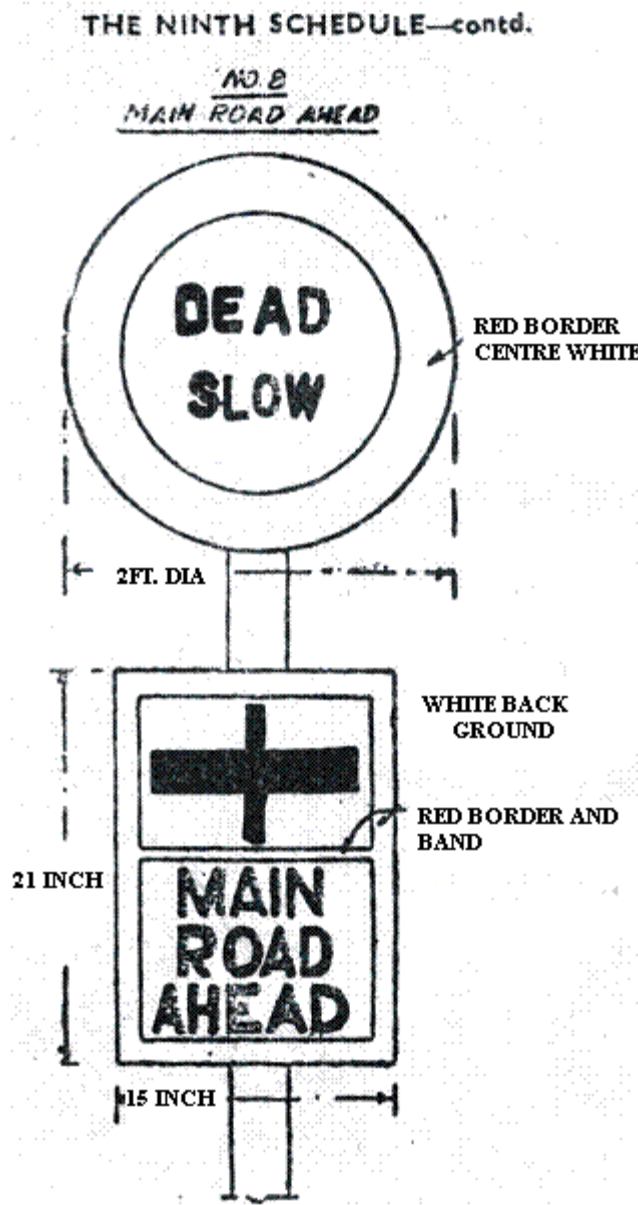 THE NINTH SCHEDULE—contd.
NO. 8
MAIN ROAD AHEAD
DEAD
SLOW
RED BORDER
CENTRE WHITE
2FT. DIA
WHITE BACK
GROUND
RED BORDER AND
BAND
21 INCH
MAIN
ROAD
AHEAD
15 INCH